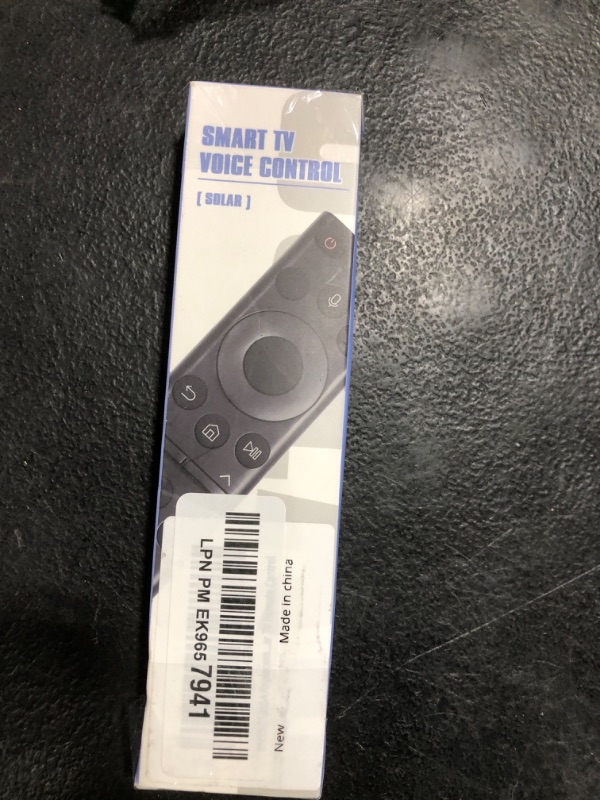 SMART TV
VOICE CONTROL
[ SOLAR ]
LPN PM EK965 7941
Made in china
New